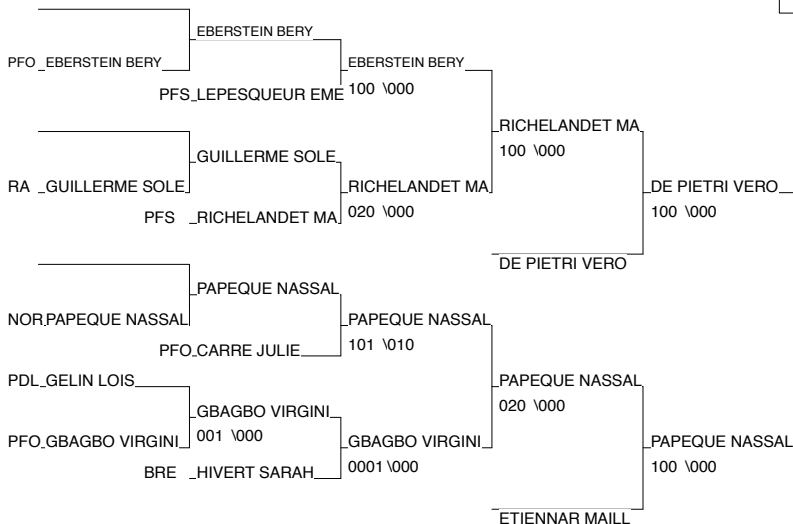 EBERSTEIN BERY
PFO EBERSTEIN BERY EBERSTEIN BERY
PFS LEPESQUEUR EME 100 \000
RICHELANDET MA
GUILLERME SOLE 100 \000
RA GUILLERME SOLE RICHELANDET MA DE PIETRI VERO
PFS RICHELANDET MA 020 \000 100 \000
DE PIETRI VERO
PAPEQUE NASSAL
NOR PAPEQUE NASSAL PAPEQUE NASSAL
PFO CARRE JULIE 101 \010
PDL GELIN LOIS PAPEQUE NASSAL
GBAGBO VIRGINI 020 \000
001 \000
PFO GBAGBO VIRGINI GBAGBO VIRGINI PAPEQUE NASSAL
BRE HIVERT SARAH 0001 \000 100 \000
ETIENNAR MAILL